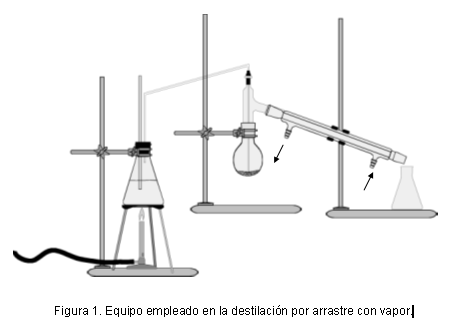 Figura 1. Equipo empleado en la destilación por arrastre con vapor.